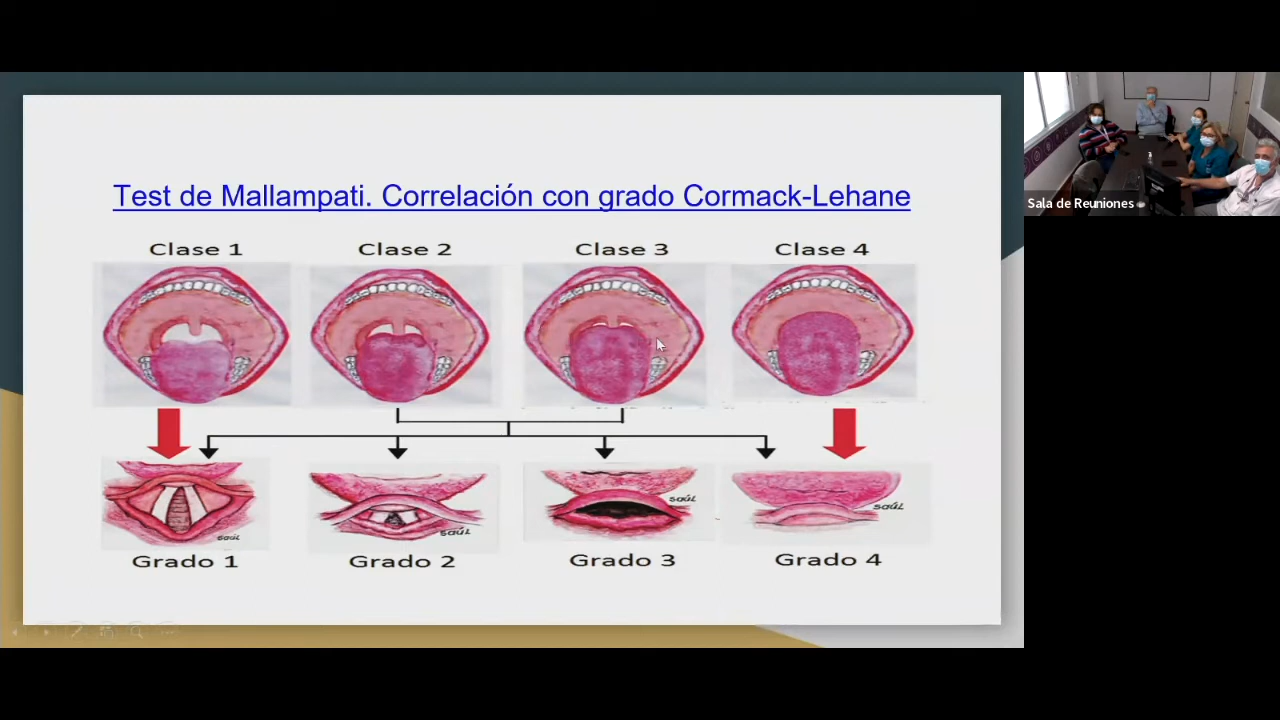 Test de Mallampati. Correlación con grado Cormack-Lehane
Clase 1
Clase 2
Clase 3
Clase 4
saúl
saúl
saúl
saúl
Grado 1
Grado 2
Grado 3
Grado 4
Sala de Reuniones